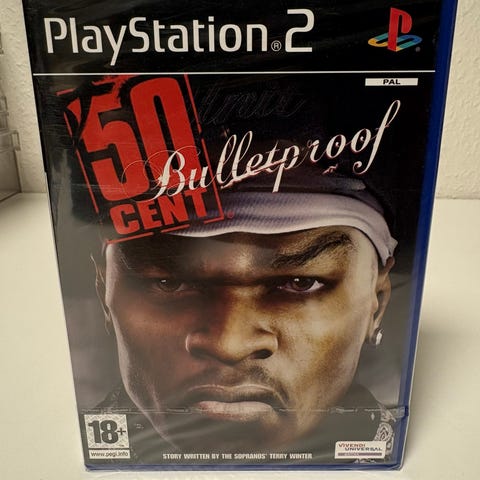 PlayStation®2
PAL
50
CENT
Bulletproof
18+
www.pegi.info
STORY WRITTEN BY THE SOPRANOS' TERRY WINTER
VIVENDI
UNIVERSAL